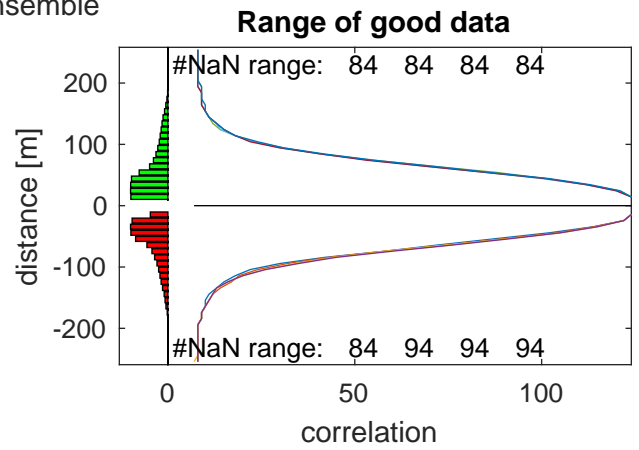 nsemble
Range of good data
#NaN range: 84 84 84 84
200
100
0
-100
-200
distance [m]
#NaN range: 84 94 94 94
0 50 100
correlation